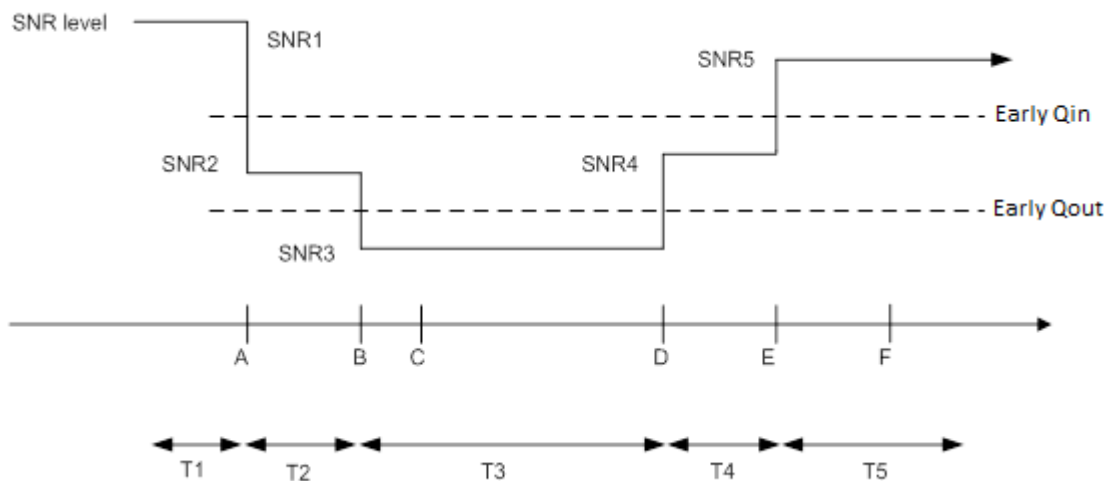 SNR level
SNR1
SNR5
Early Qin
SNR2
SNR4
Early Qout
SNR3
A B C D E F
T1 T2 T3 T4 T5